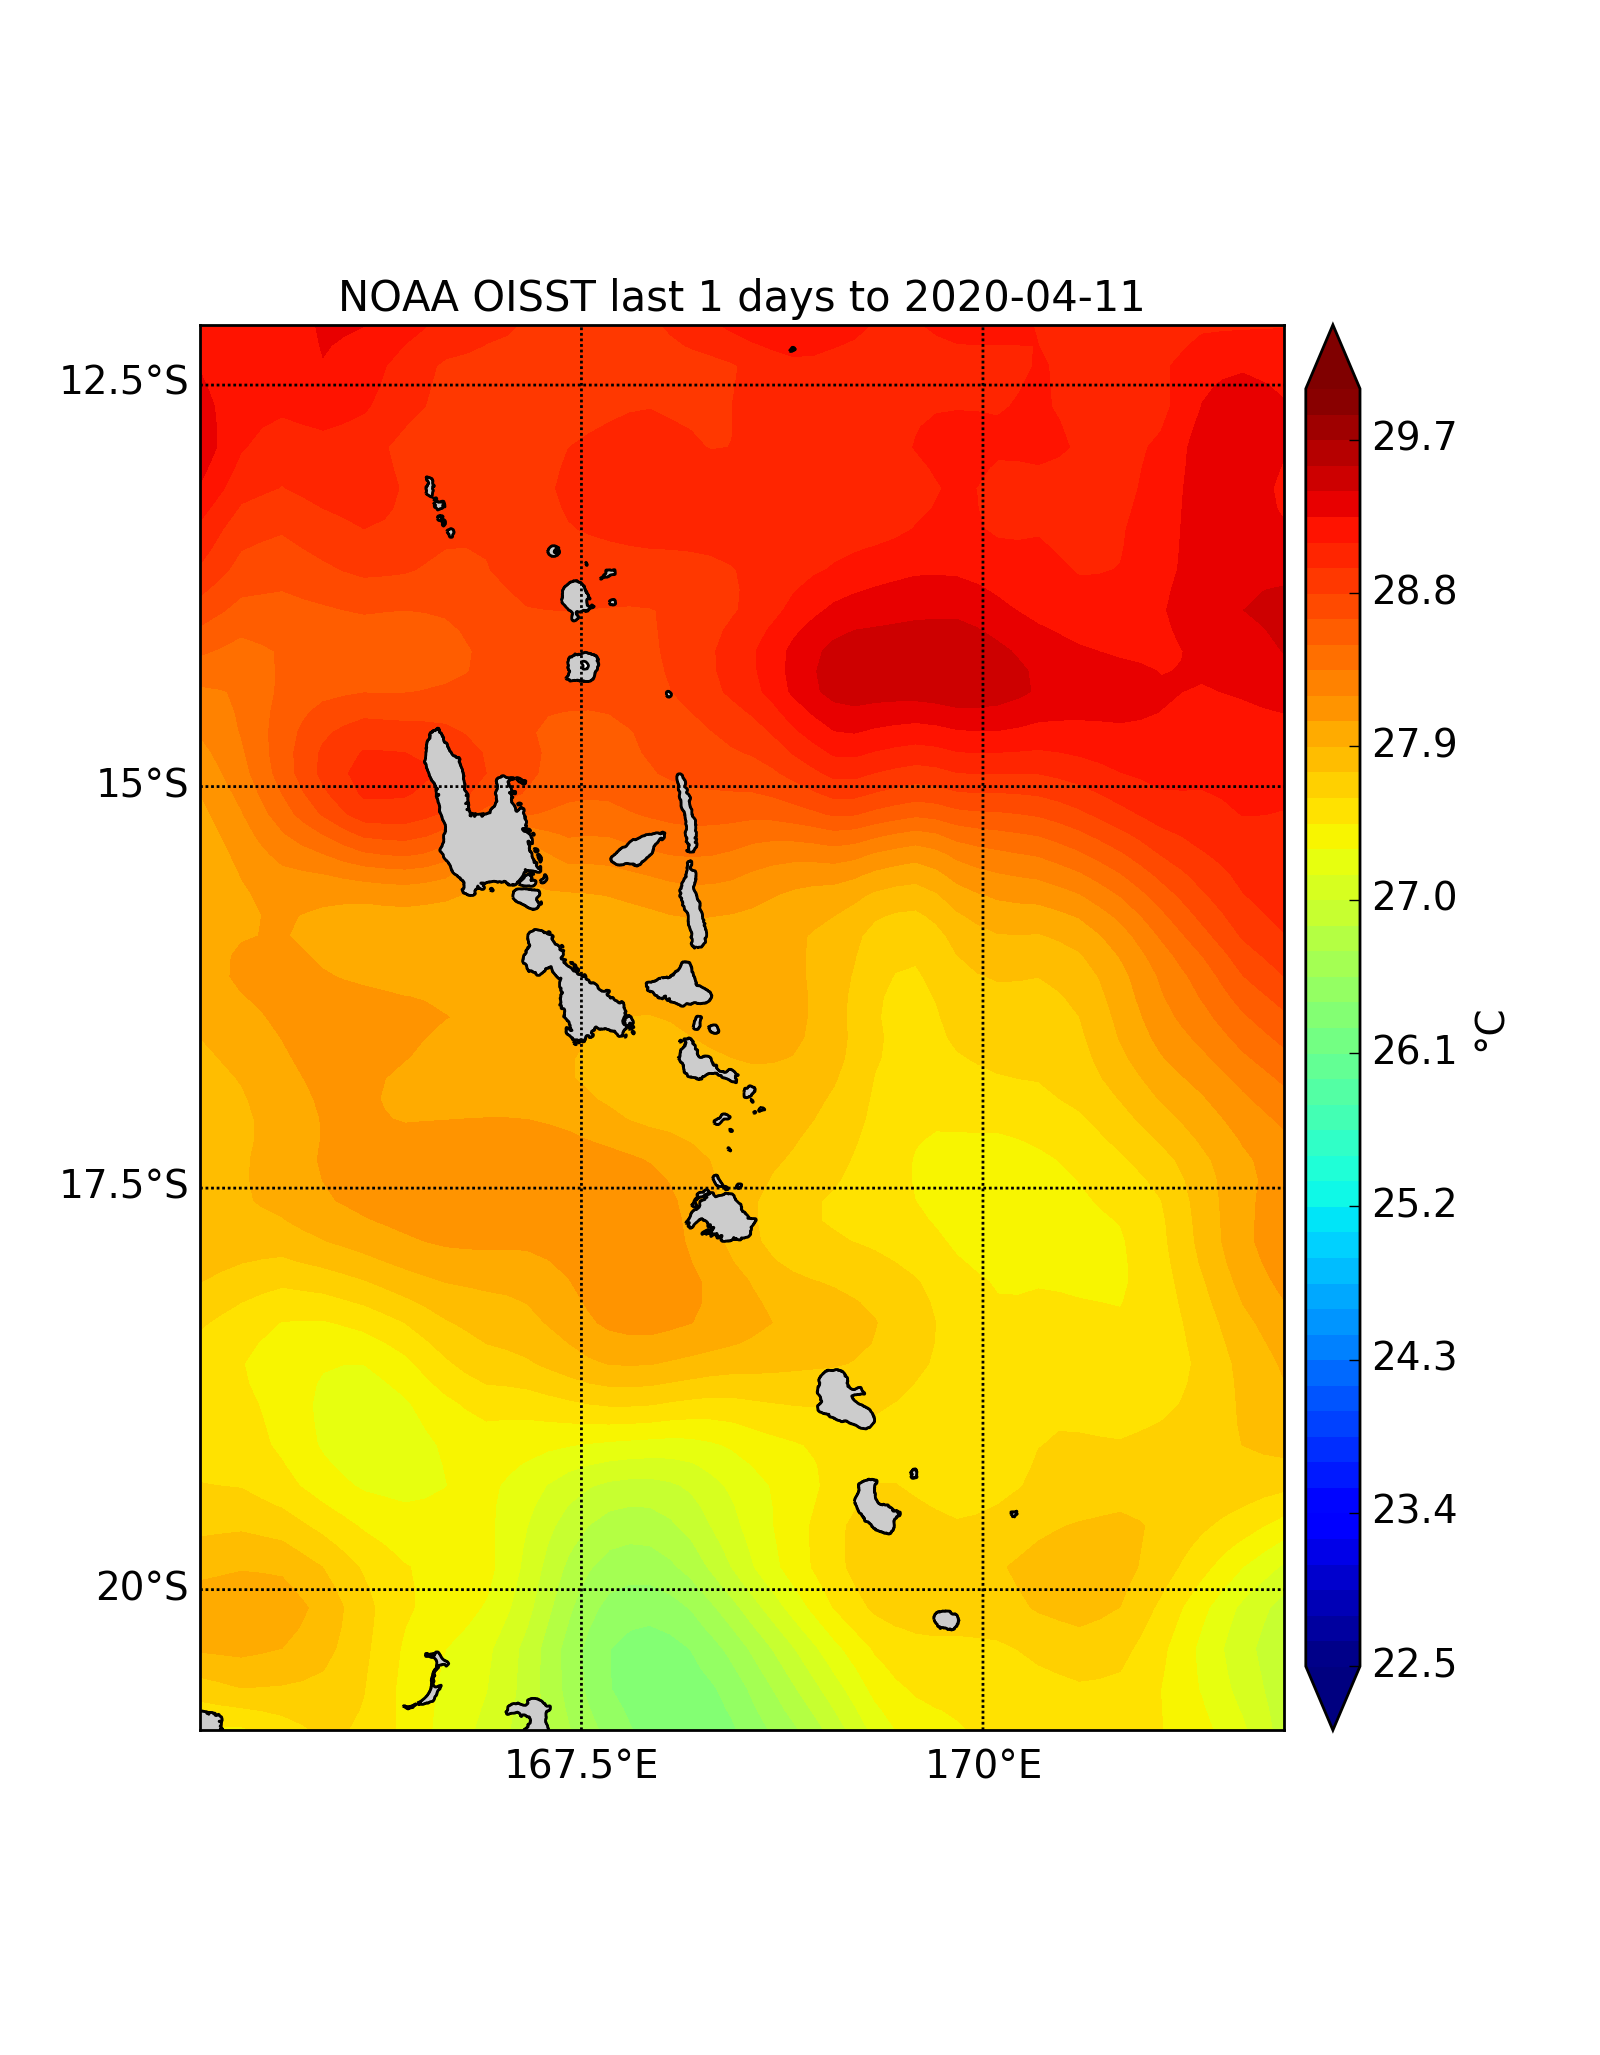 NOAA OISST last 1 days to 2020-04-11
12.5°S
15°S
17.5°S
20°S
167.5°E
170°E
29.7
28.8
27.9
27.0
26.1
25.2
24.3
23.4
22.5
°C